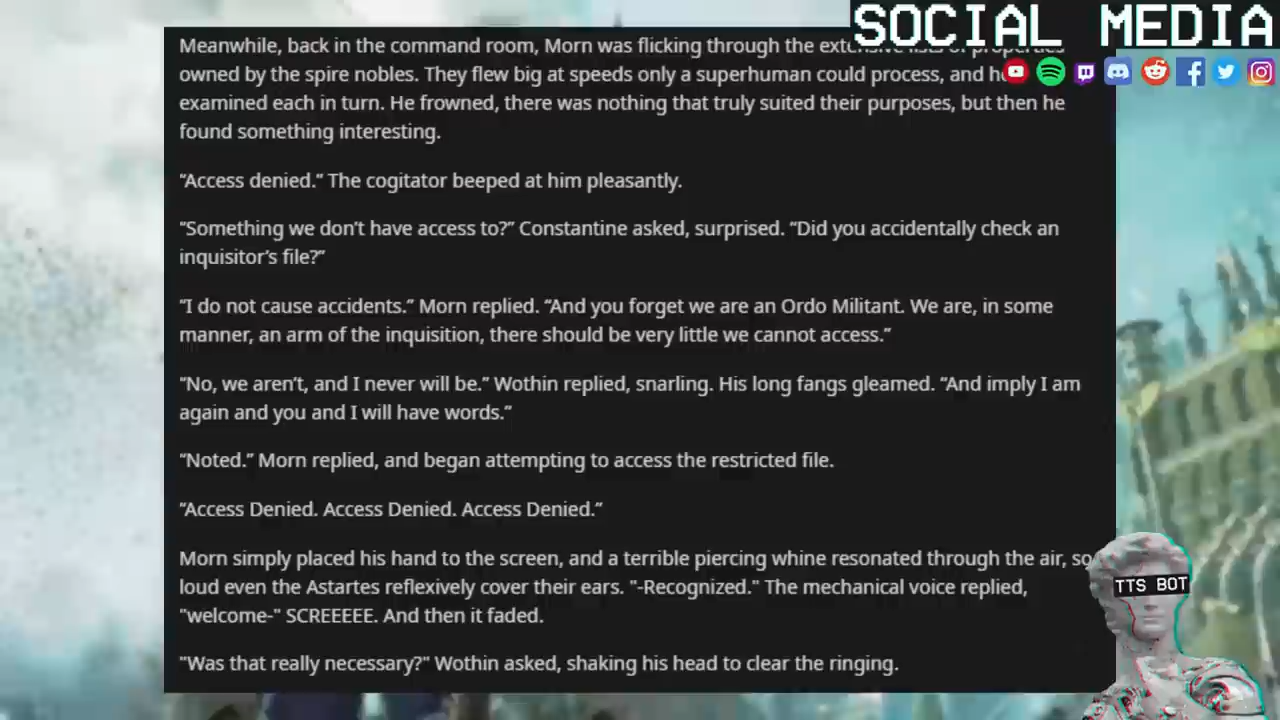 SOCIAL MEDIA
Meanwhile, back in the command room, Morn was flicking through the extensive lists of properties
owned by the spire nobles. They flew big at speeds only a superhuman could process, and he
examined each in turn. He frowned, there was nothing that truly suited their purposes, but then he
found something interesting.
“Access denied.” The cogitator beeped at him pleasantly.
“Something we don’t have access to?” Constantine asked, surprised. “Did you accidentally check an
inquisitor’s file?”
“I do not cause accidents.” Morn replied. “And you forget we are an Ordo Militant. We are, in some
manner, an arm of the inquisition, there should be very little we cannot access.”
“No, we aren’t, and I never will be.” Wothin replied, snarling. His long fangs gleamed. “And imply I am
again and you and I will have words.”
“Noted.” Morn replied, and began attempting to access the restricted file.
“Access Denied. Access Denied. Access Denied.”
Morn simply placed his hand to the screen, and a terrible piercing whine resonated through the air, so
loud even the Astartes reflexively cover their ears. "-Recognized." The mechanical voice replied,
"welcome-" SCREEEEE. And then it faded.
"Was that really necessary?" Wothin asked, shaking his head to clear the ringing.
TTS BOT